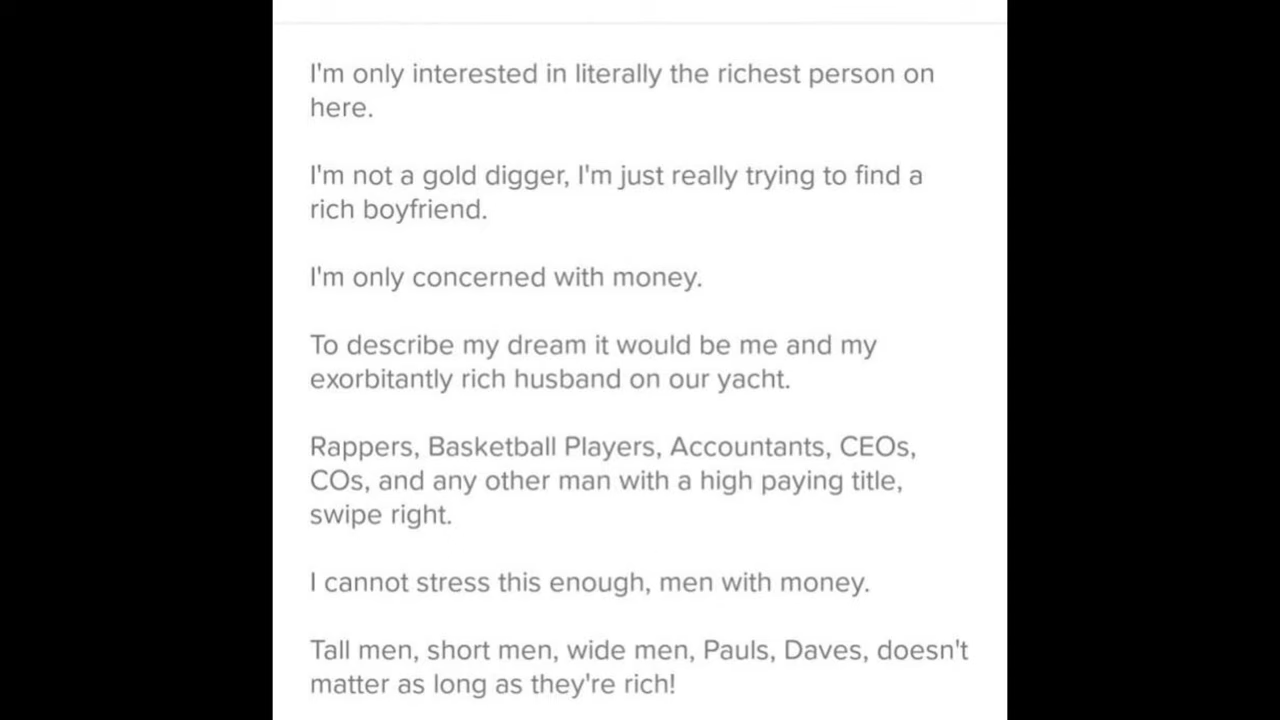 I'm only interested in literally the richest person on
here.
I'm not a gold digger, I'm just really trying to find a
rich boyfriend.
I'm only concerned with money.
To describe my dream it would be me and my
exorbitantly rich husband on our yacht.
Rappers, Basketball Players, Accountants, CEOs,
COs, and any other man with a high paying title,
swipe right.
I cannot stress this enough, men with money.
Tall men, short men, wide men, Pauls, Daves, doesn't
matter as long as they're rich!